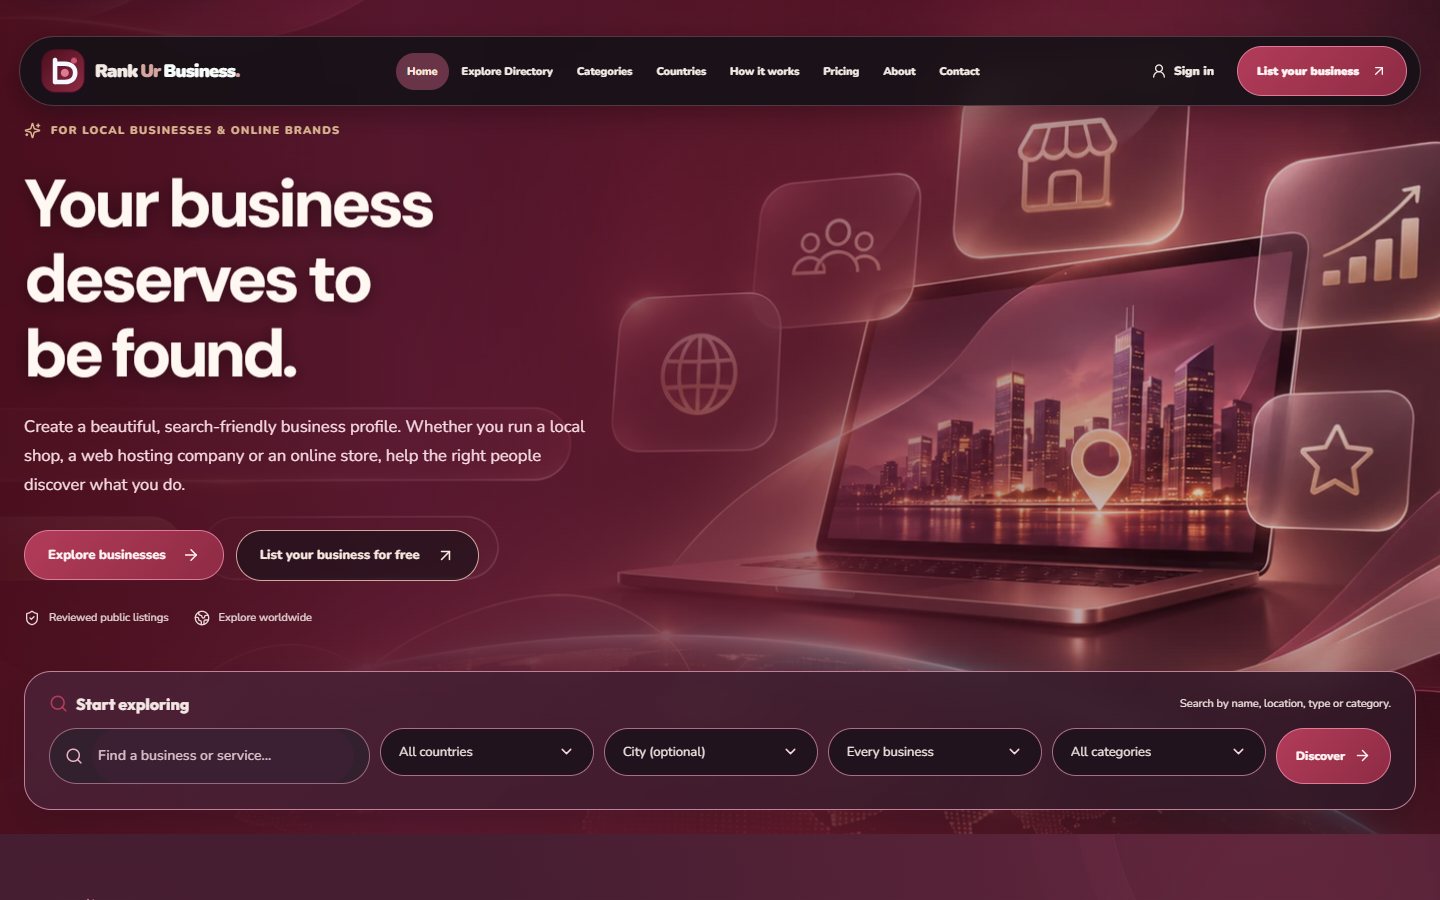 Rank Ur Business.
Home
Explore Directory
Categories
Countries
How it works
Pricing
About
Contact
Sign in
List your business
FOR LOCAL BUSINESSES & ONLINE BRANDS
Your business
deserves to
be found.
Create a beautiful, search-friendly business profile. Whether you run a local
shop, a web hosting company or an online store, help the right people
discover what you do.
Explore businesses
List your business for free
Reviewed public listings
Explore worldwide
Start exploring
Search by name, location, type or category.
Find a business or service...
All countries
City (optional)
Every business
All categories
Discover